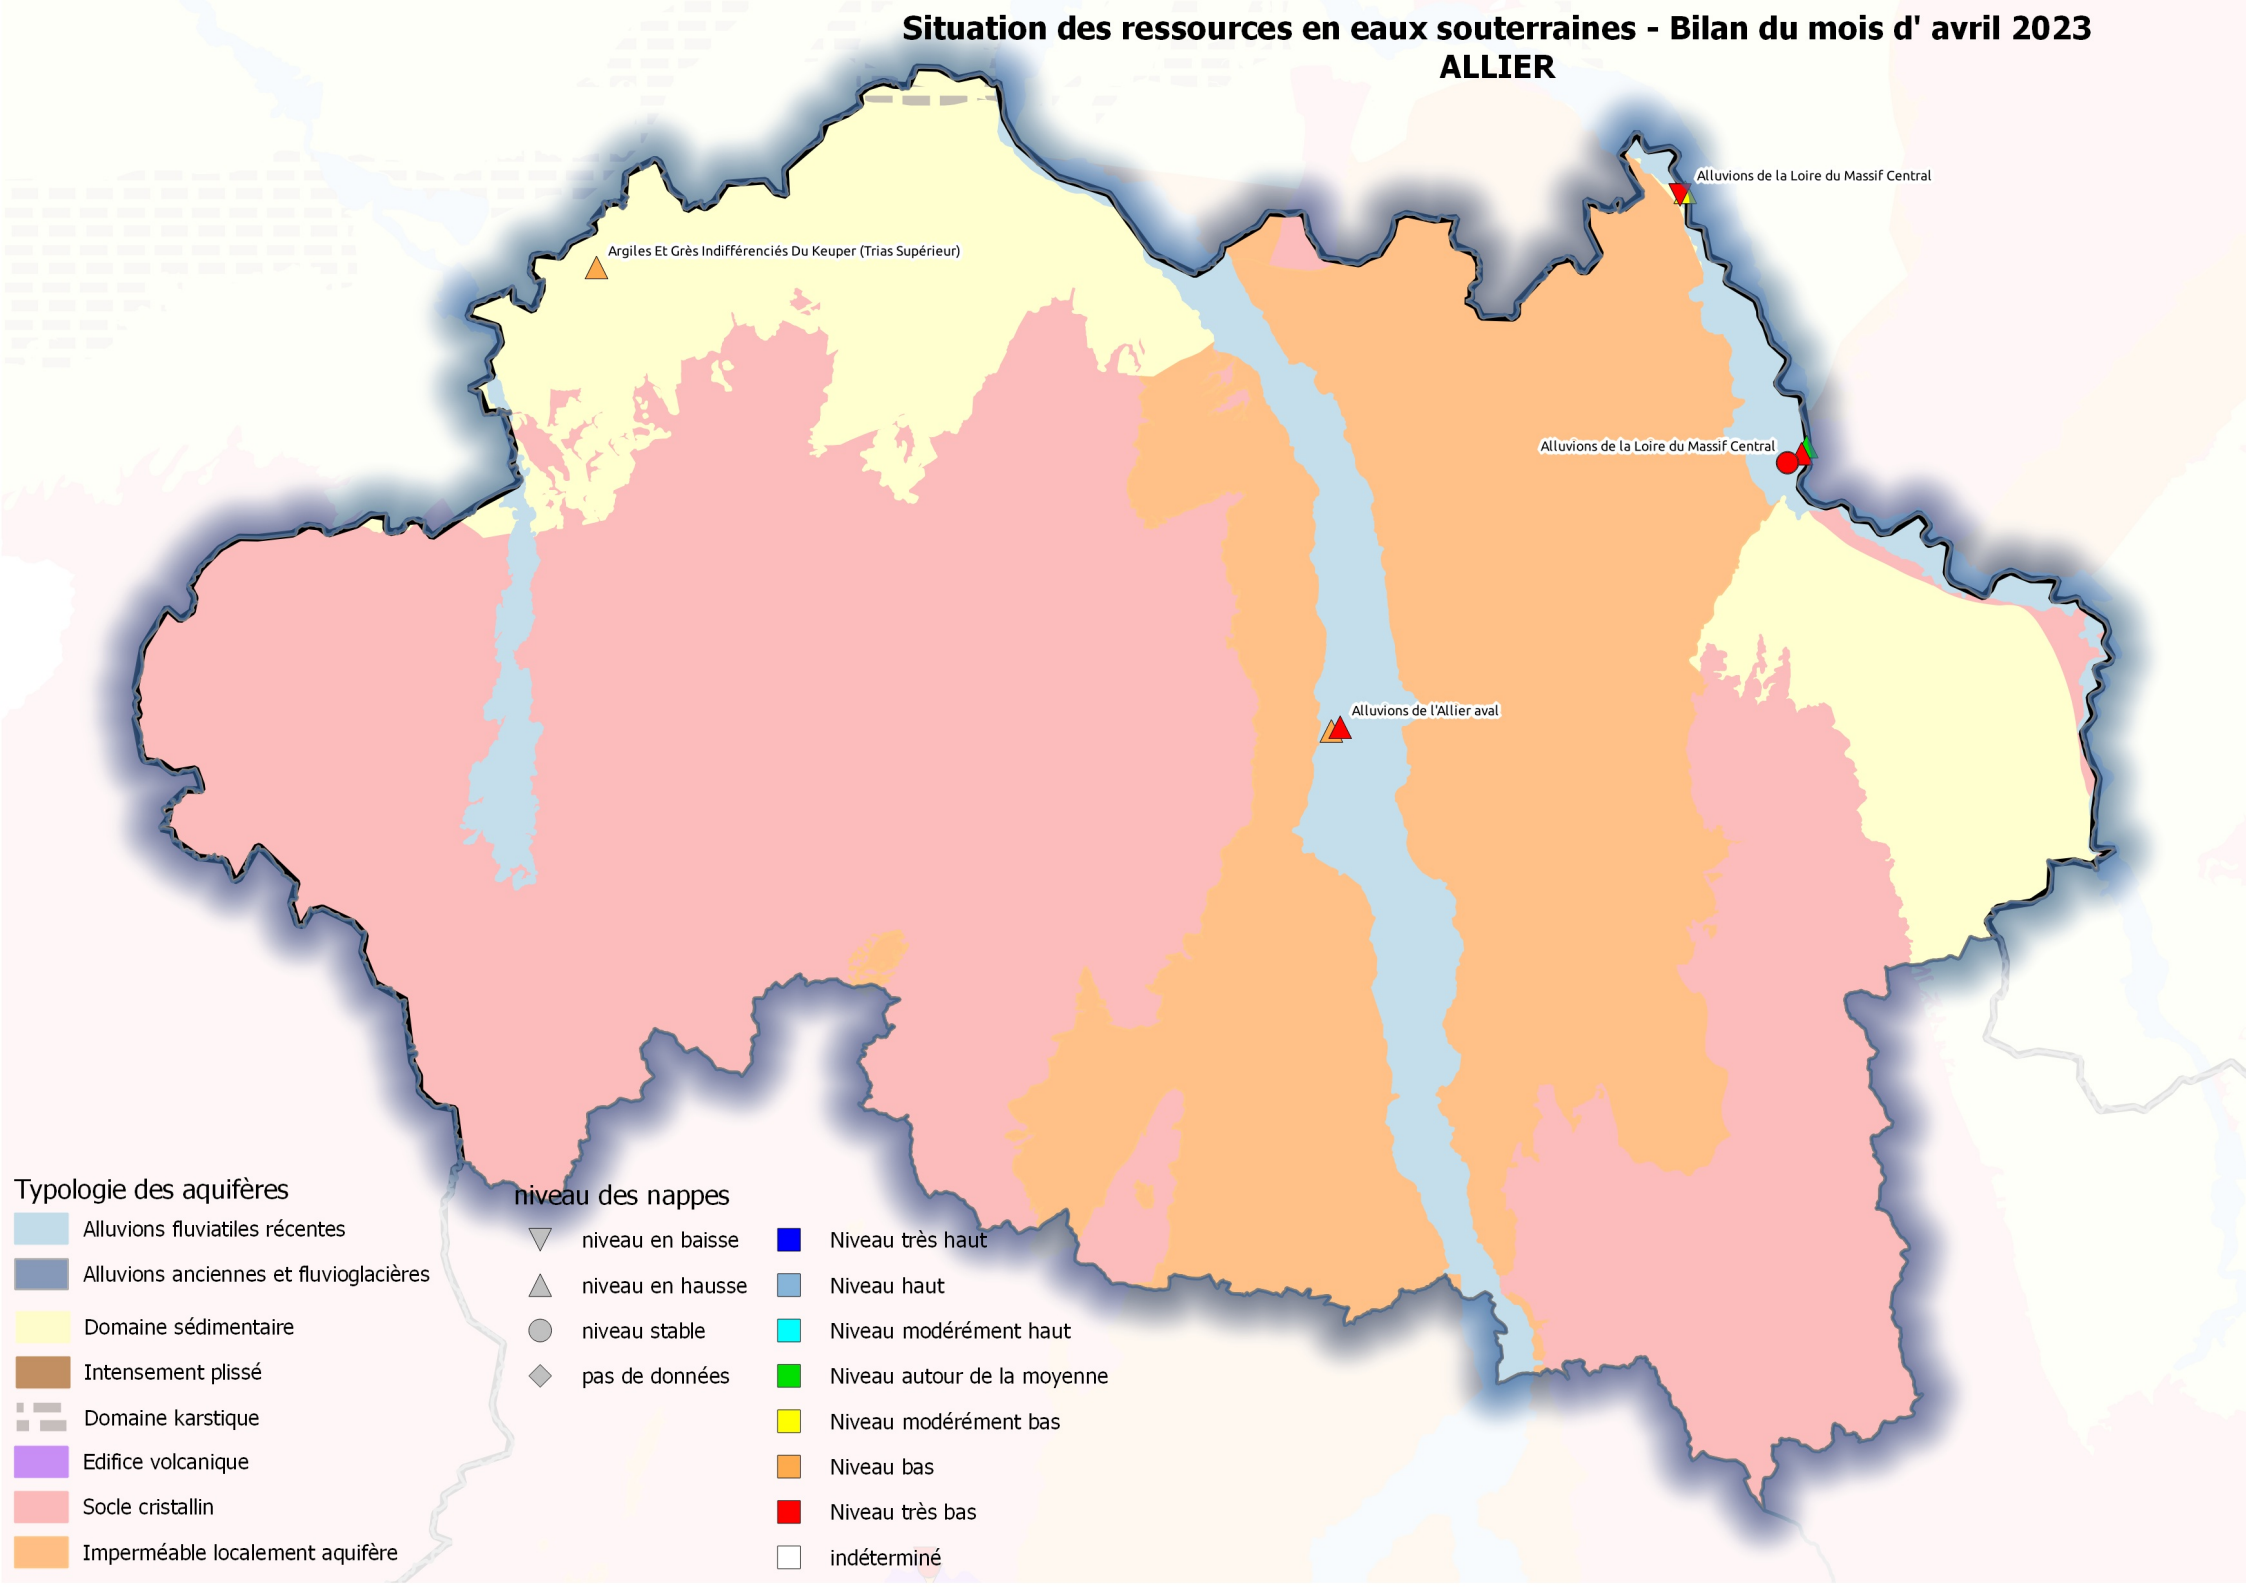 Situation des ressources en eaux souterraines - Bilan du mois d' avril 2023
ALLIER
Alluvions de la Loire du Massif Central
Argiles Et Grès Indifférenciés Du Keuper (Trias Supérieur)
Alluvions de la Loire du Massif Central
Alluvions de l'Allier aval
Typologie des aquifères
Alluvions fluviatiles récentes
Alluvions anciennes et fluvioglacières
Domaine sédimentaire
Intensement plissé
Domaine karstique
Edifice volcanique
Socle cristallin
Imperméable localement aquifère
niveau des nappes
niveau en baisse
niveau en hausse
niveau stable
pas de données
Niveau très haut
Niveau haut
Niveau modérément haut
Niveau autour de la moyenne
Niveau modérément bas
Niveau bas
Niveau très bas
indéterminé